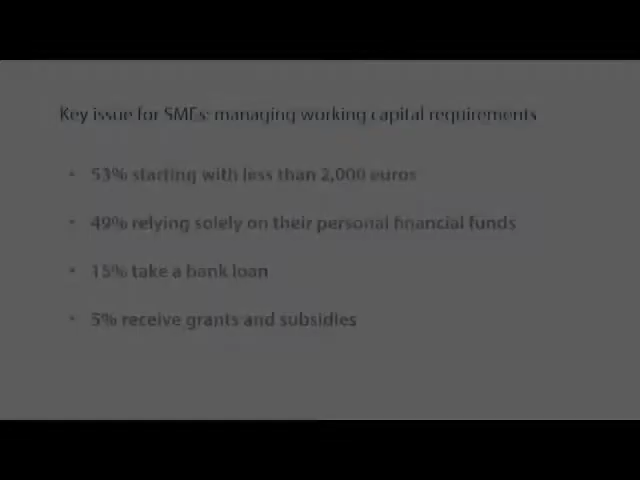 Key issue for SMEs: managing working capital requirements
• 53% starting with less than 2,000 euros
• 49% relying solely on their personal financial funds
• 15% take a bank loan
• 5% receive grants and subsidies